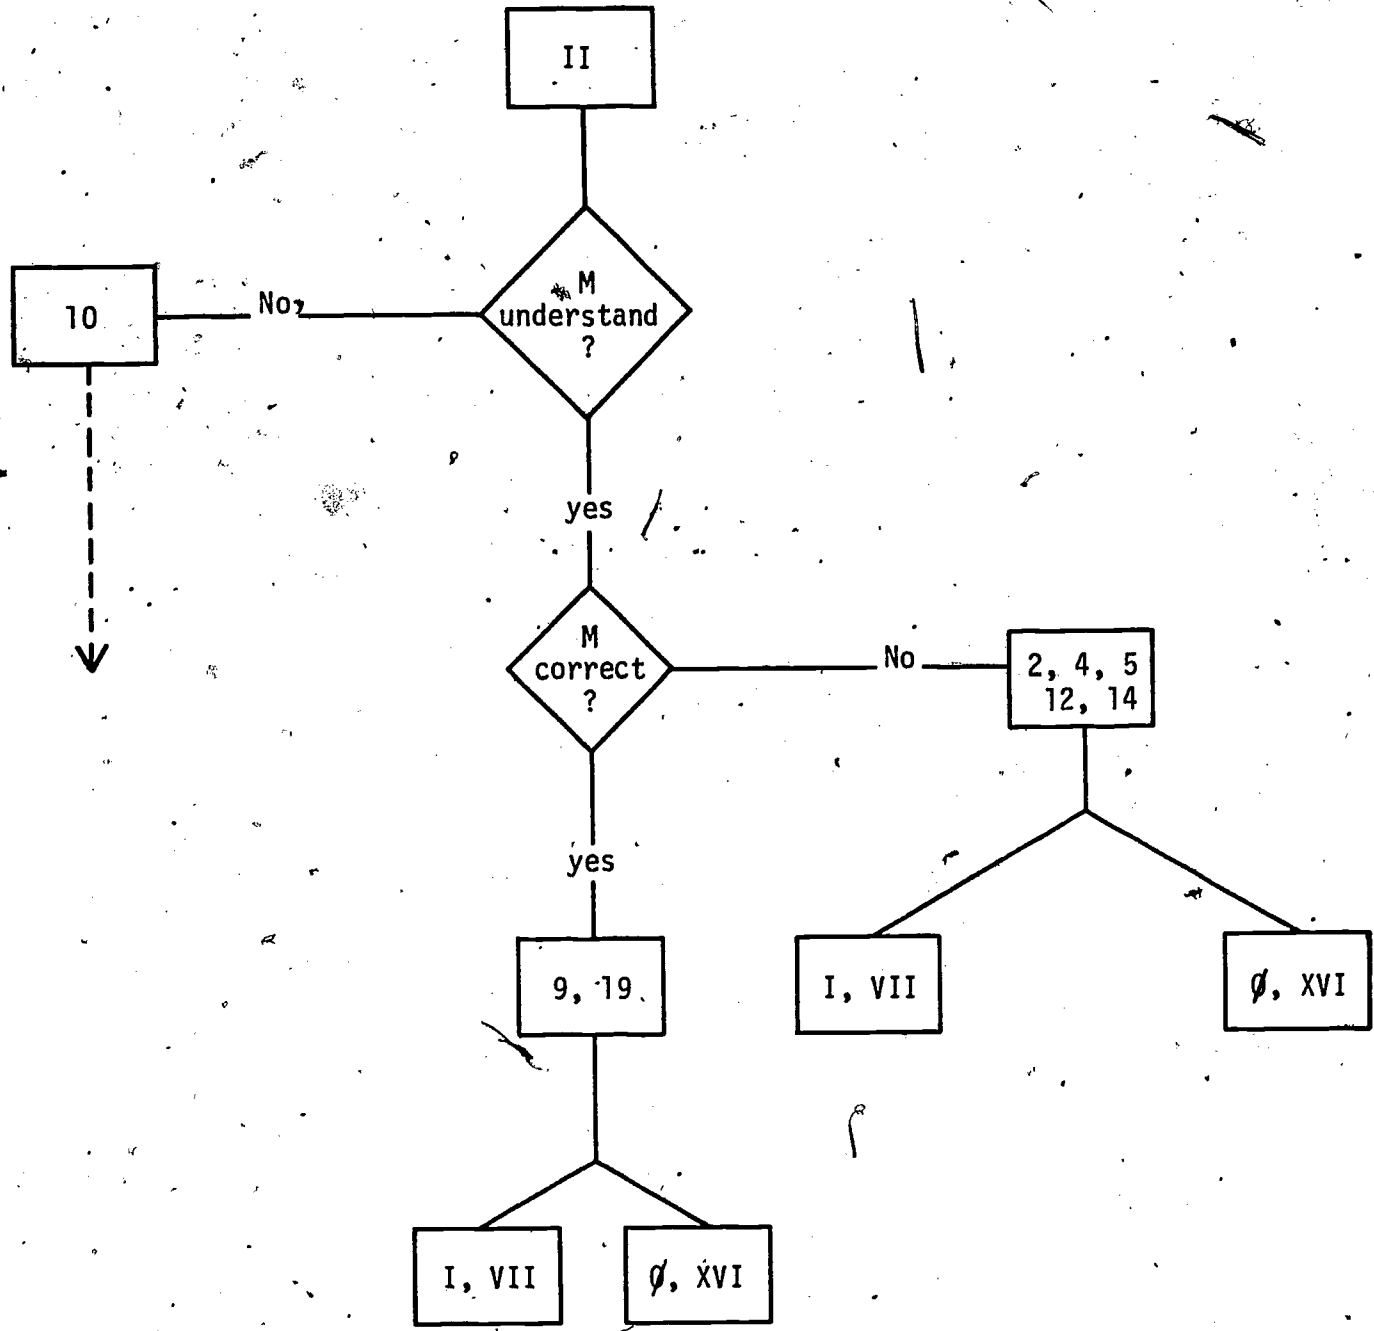 II
M
understand
?
No
10
yes
M
correct
?
No
2, 4, 5
12, 14
yes
9, 19
I, VII
Ø, XVI
I, VII
Ø, XVI